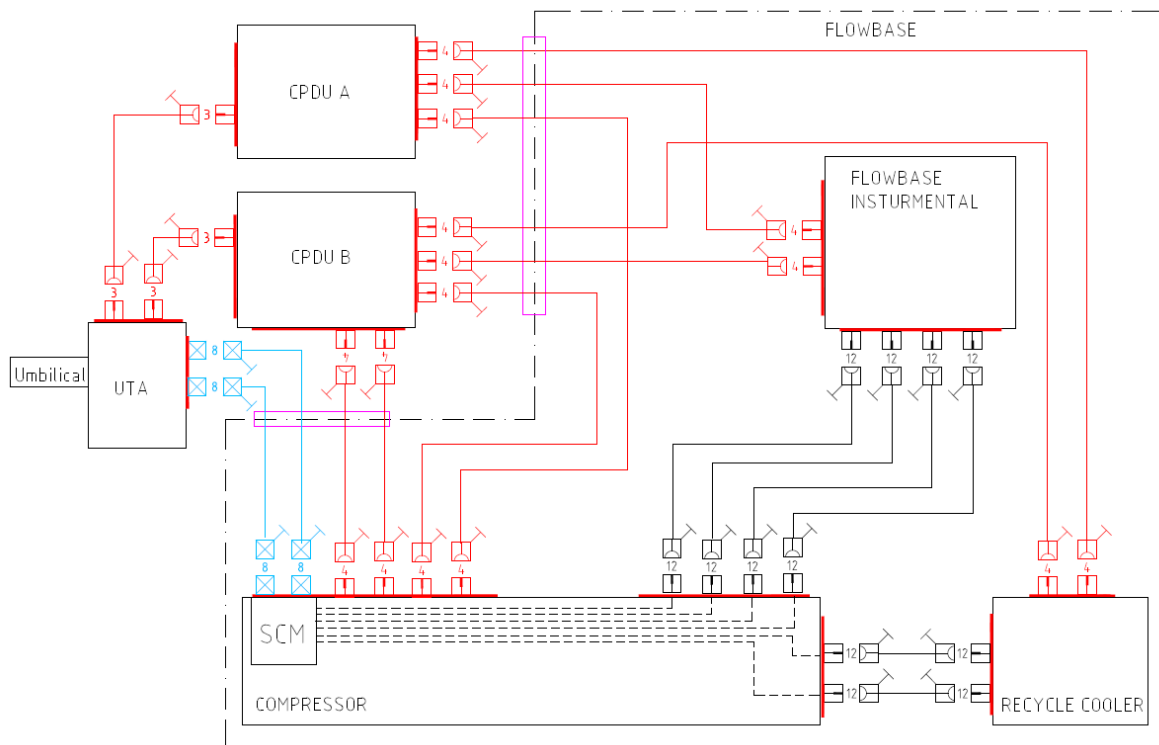 FLOWBASE
4
CPDU A
4
3
4
FLOWBASE
INSTURMENTAL
4
4
3
CPDU B
4
4
4
3 3
7 7
8
12 12 12 12
Umbilical
UTA
8
8 8 4 4 4 4
12 12 12 12
4 4
SCM
12 12
12 12
COMPRESSOR
RECYCLE COOLER